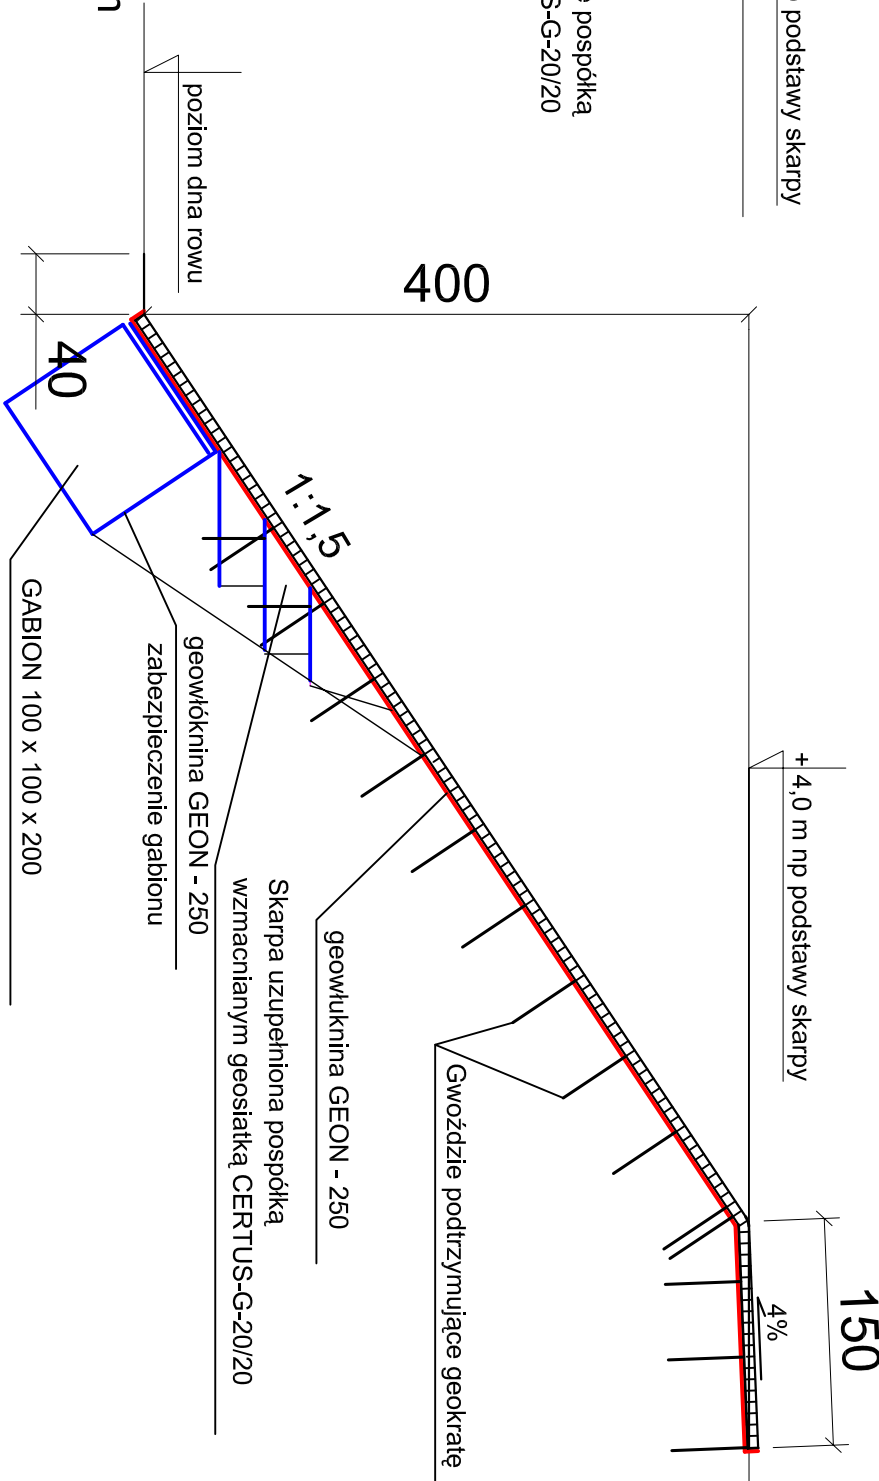 podstawy skarpy
pospółką
S-G-20/20
poziom dna rowu
400
40
1:1,5
+ 4,0 m np podstawy skarpy
150
4%
Gwoździe podtrzymujące geokratę
geowłuknina GEON - 250
Skarpa uzupełniona pospółką
wzmacnianym geosiatką CERTUS-G-20/20
geowłóknina GEON - 250
zabezpieczenie gabionu
GABION 100 x 100 x 200